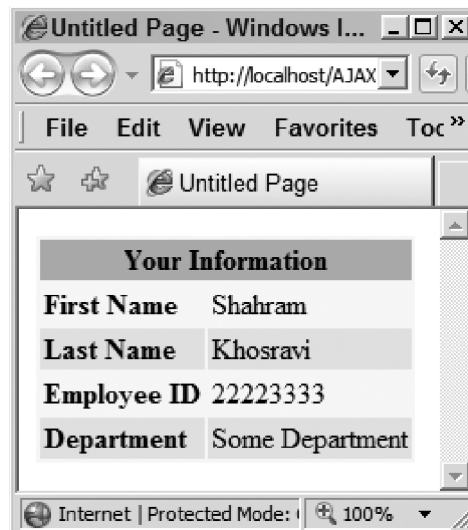 Untitled Page - Windows I...
http://localhost/AJAX
File Edit View Favorites Toc »
Untitled Page
Your Information
First Name Shahram
Last Name Khosravi
Employee ID 22223333
Department Some Department
Internet | Protected Mode: ( 100%